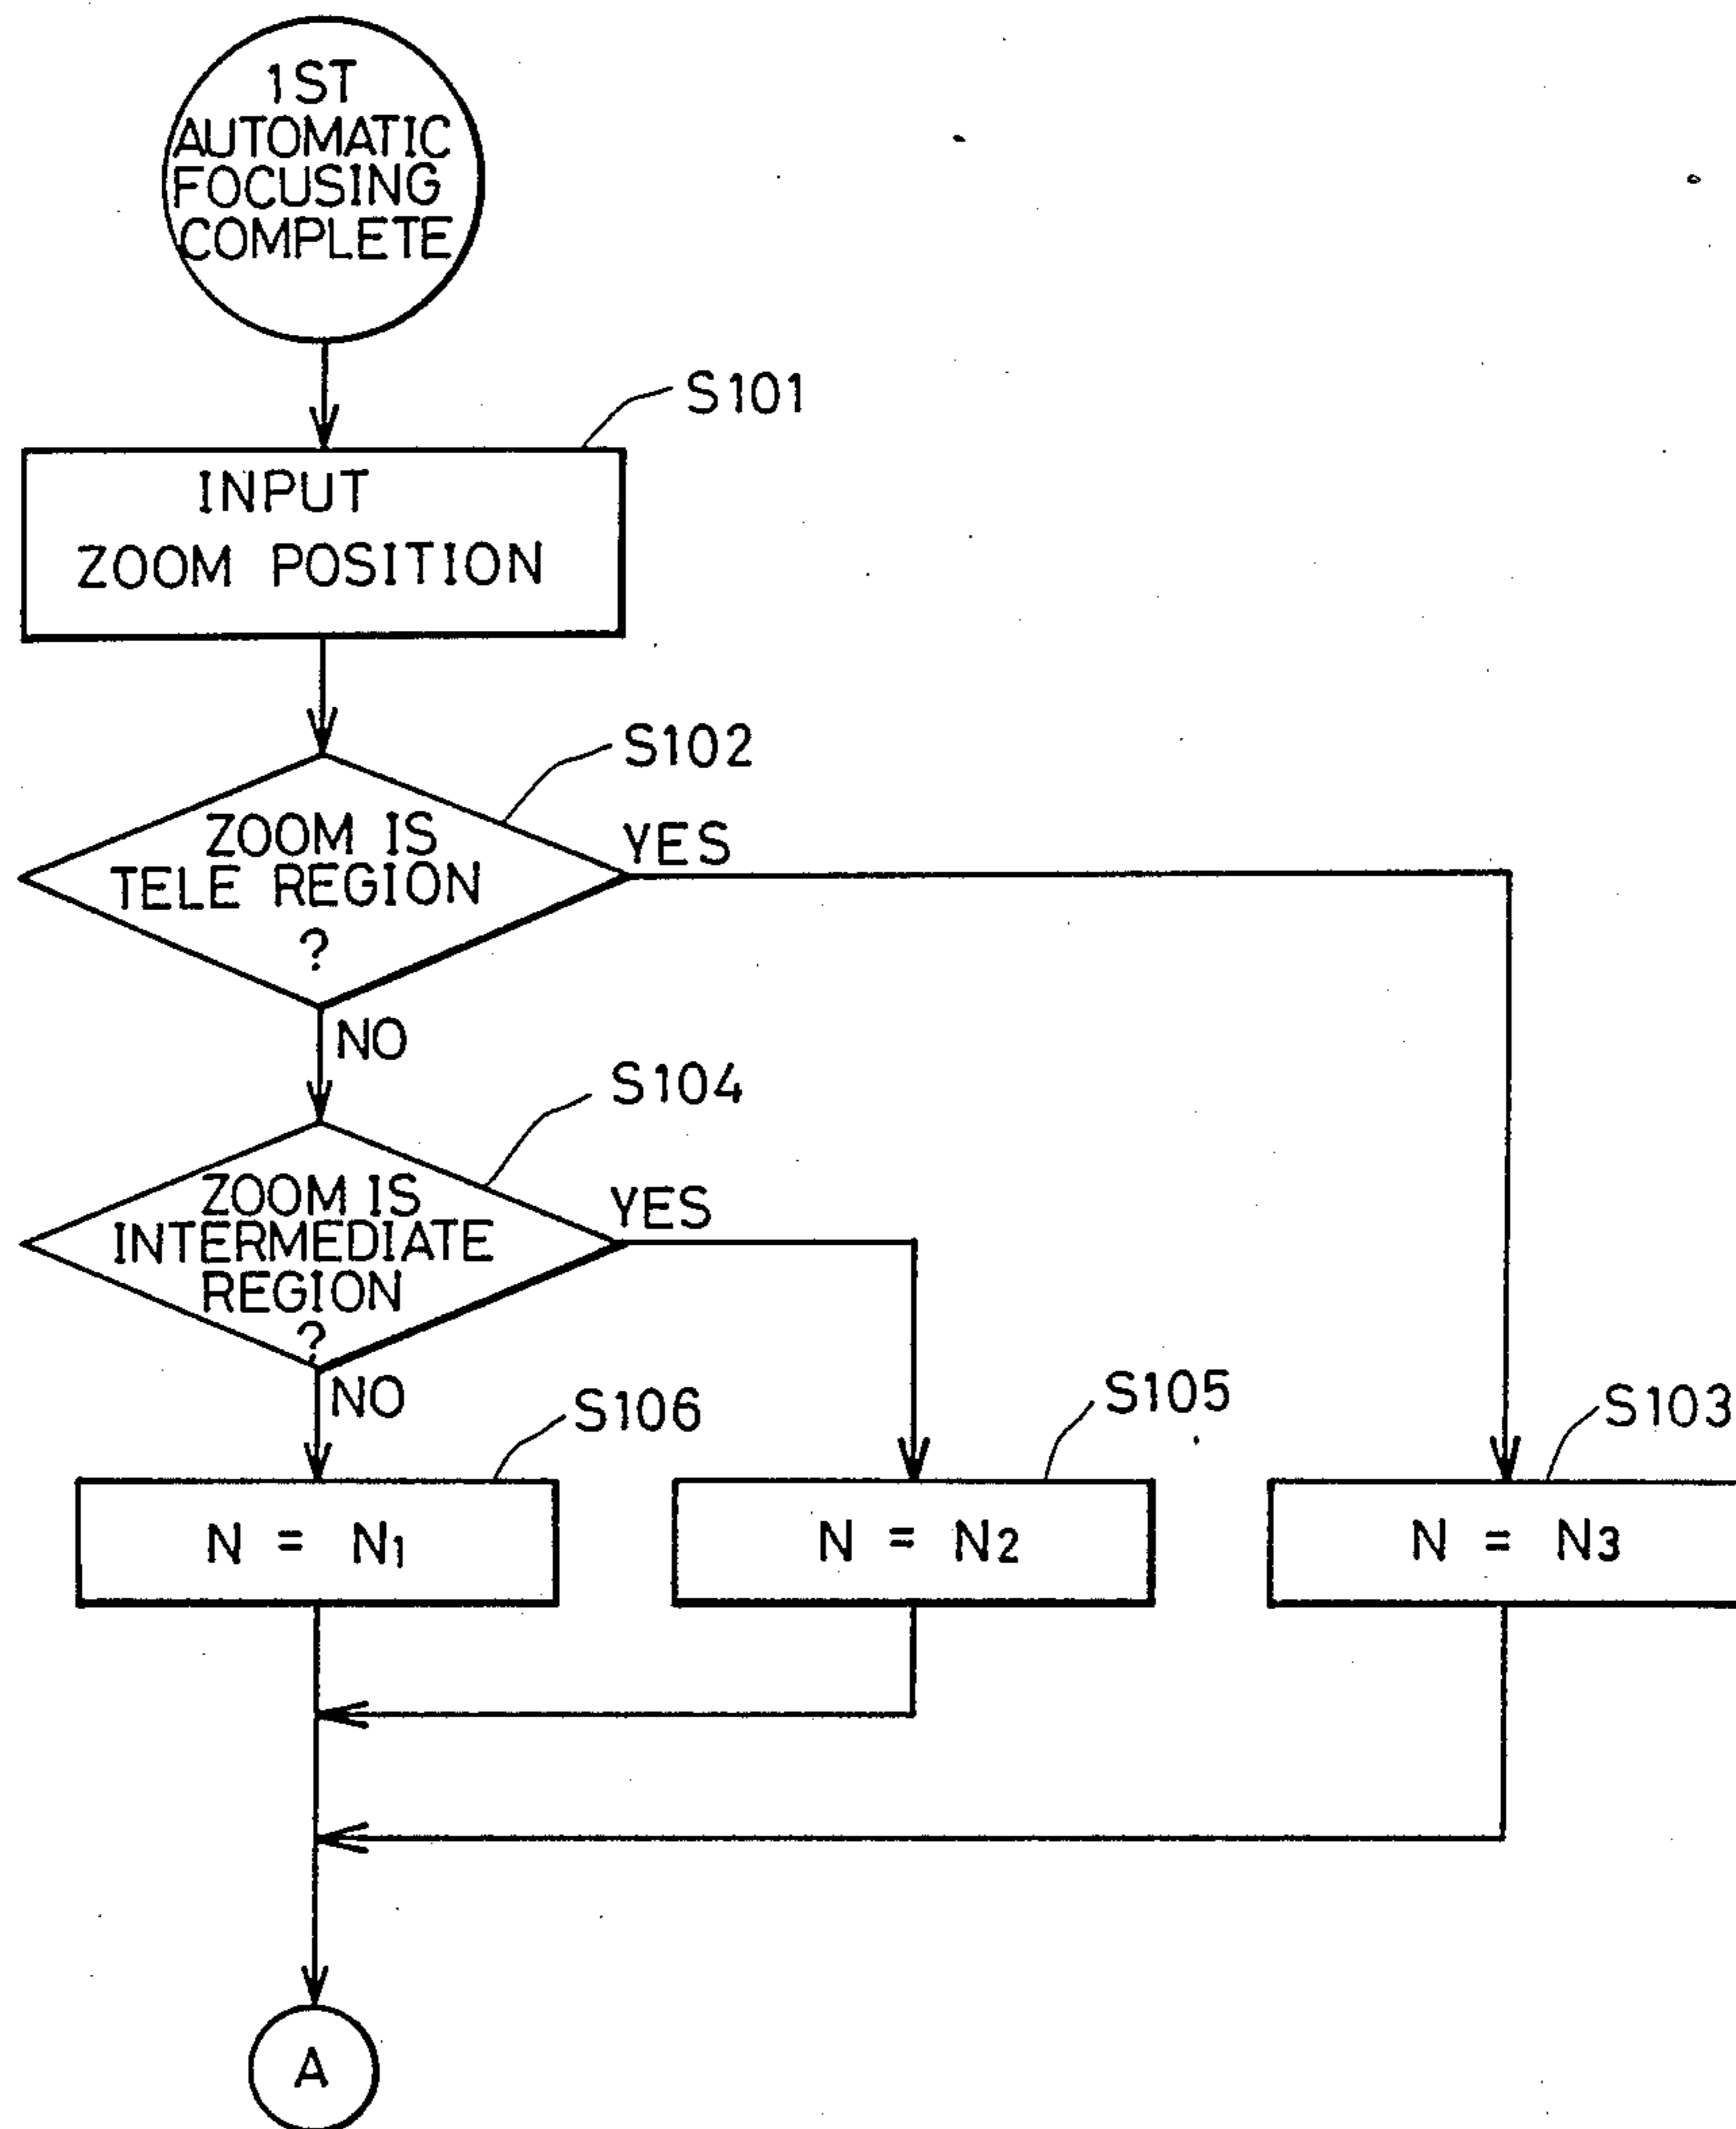 1ST
AUTOMATIC
FOCUSING
COMPLETE
S101
INPUT
ZOOM POSITION
S102
ZOOM IS
TELE REGION
?
YES
NO
S104
ZOOM IS
INTERMEDIATE
REGION
?
YES
NO
S106
S105
S103
N = N1
N = N2
N = N3
A